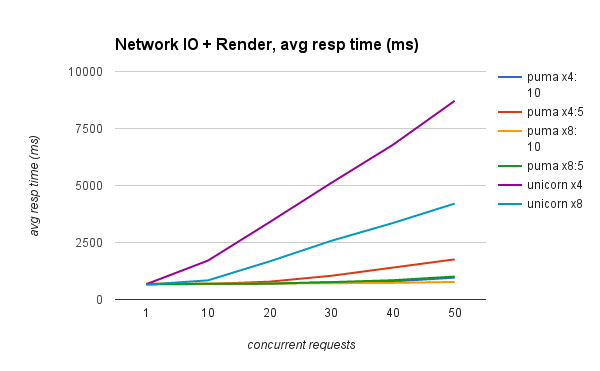 Network IO + Render, avg resp time (ms)
10000
7500
5000
2500
0
avg resp time (ms)
1
10
20
30
40
50
concurrent requests
puma x4:
10
puma x4:5
puma x8:
10
puma x8:5
unicorn x4
unicorn x8